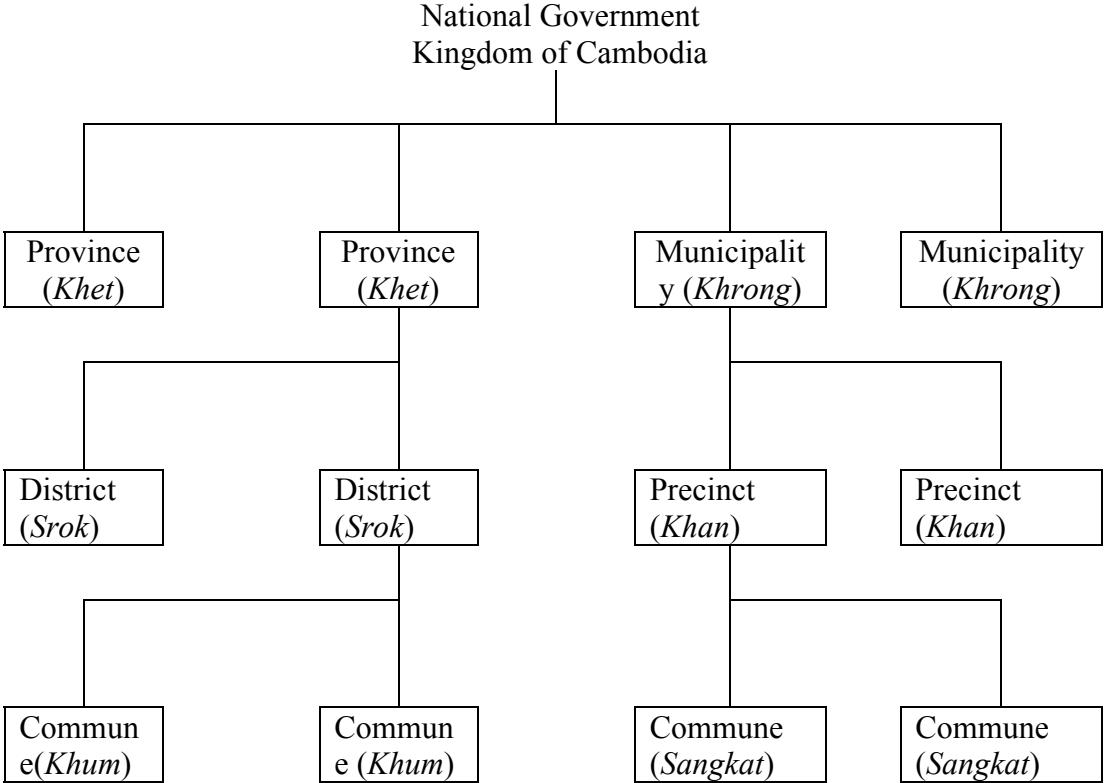 National Government
Kingdom of Cambodia
Province
(Khet)
Province
(Khet)
Municipalit
y (Khrong)
Municipality
(Khrong)
District
(Srok)
District
(Srok)
Precinct
(Khan)
Precinct
(Khan)
Commun
e(Khum)
Commun
e (Khum)
Commune
(Sangkat)
Commune
(Sangkat)